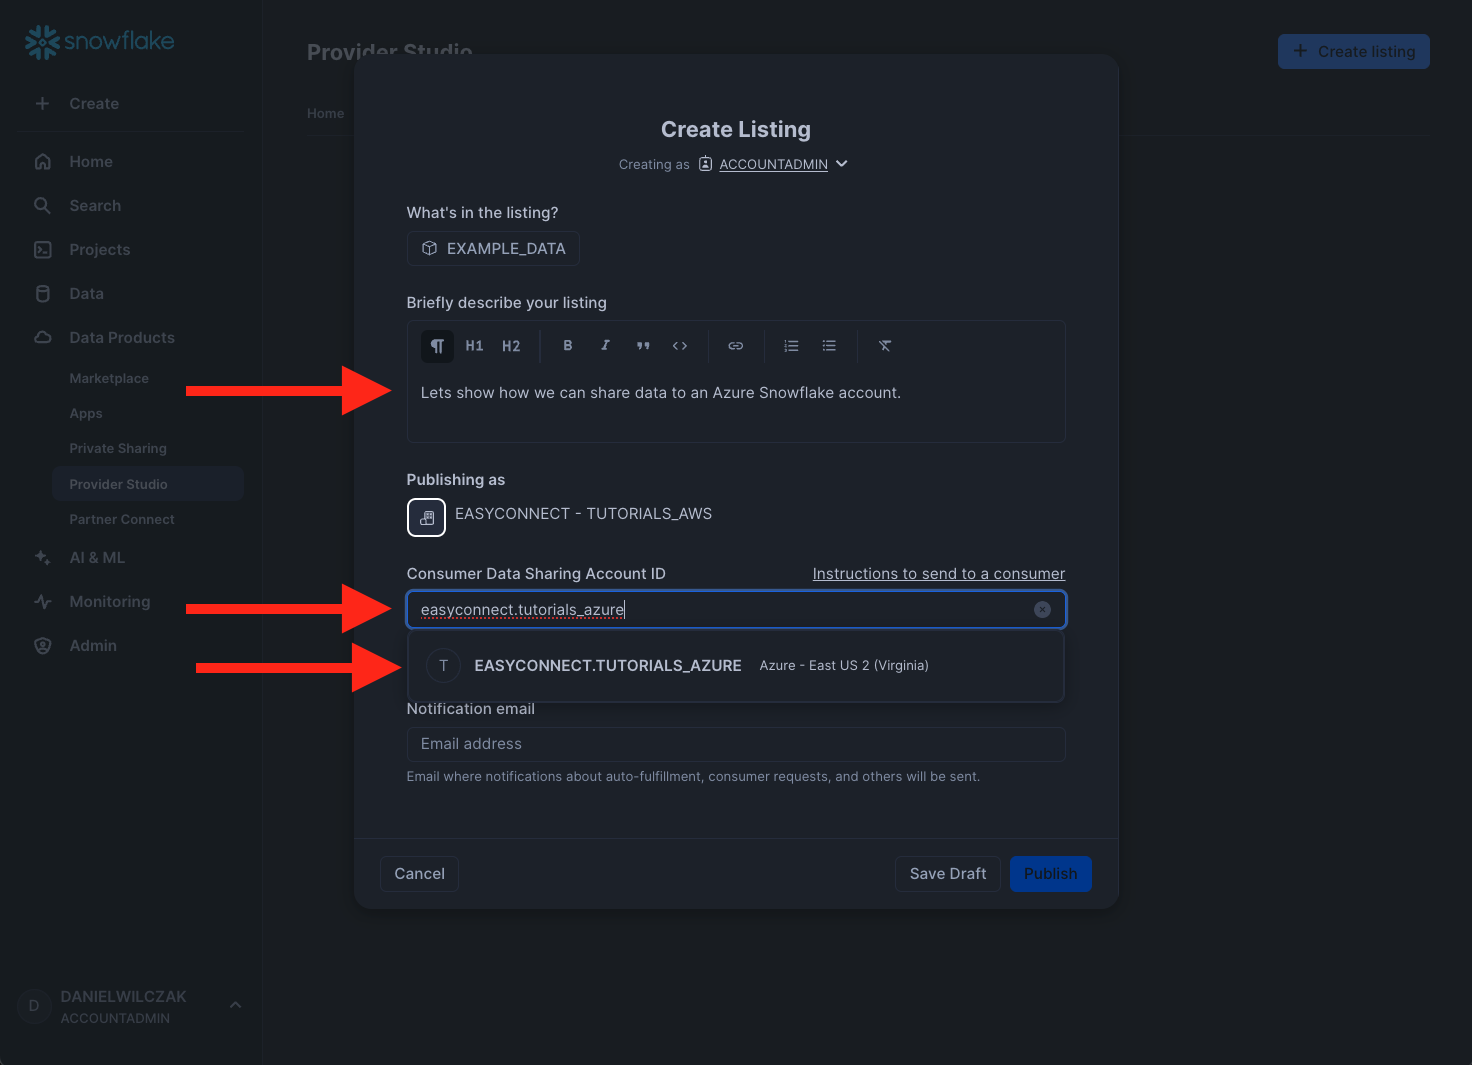 snowflake
Create
Home
Search
Projects
Data
Data Products
Marketplace
Apps
Private Sharing
Provider Studio
Partner Connect
AI & ML
Monitoring
Admin
D
DANIELWILCZAK
ACCOUNTADMIN
Provider Studio
Create listing
Home
Create Listing
Creating as ACCOUNTADMIN
What's in the listing?
EXAMPLE_DATA
Briefly describe your listing
¶ H1 H2 B I " <>
Lets show how we can share data to an Azure Snowflake account.
Publishing as
EASYCONNECT - TUTORIALS_AWS
Consumer Data Sharing Account ID Instructions to send to a consumer
easyconnect.tutorials_azure
T EASYCONNECT.TUTORIALS_AZURE Azure - East US 2 (Virginia)
Notification email
Email address
Email where notifications about auto-fulfillment, consumer requests, and others will be sent.
Cancel Save Draft Publish